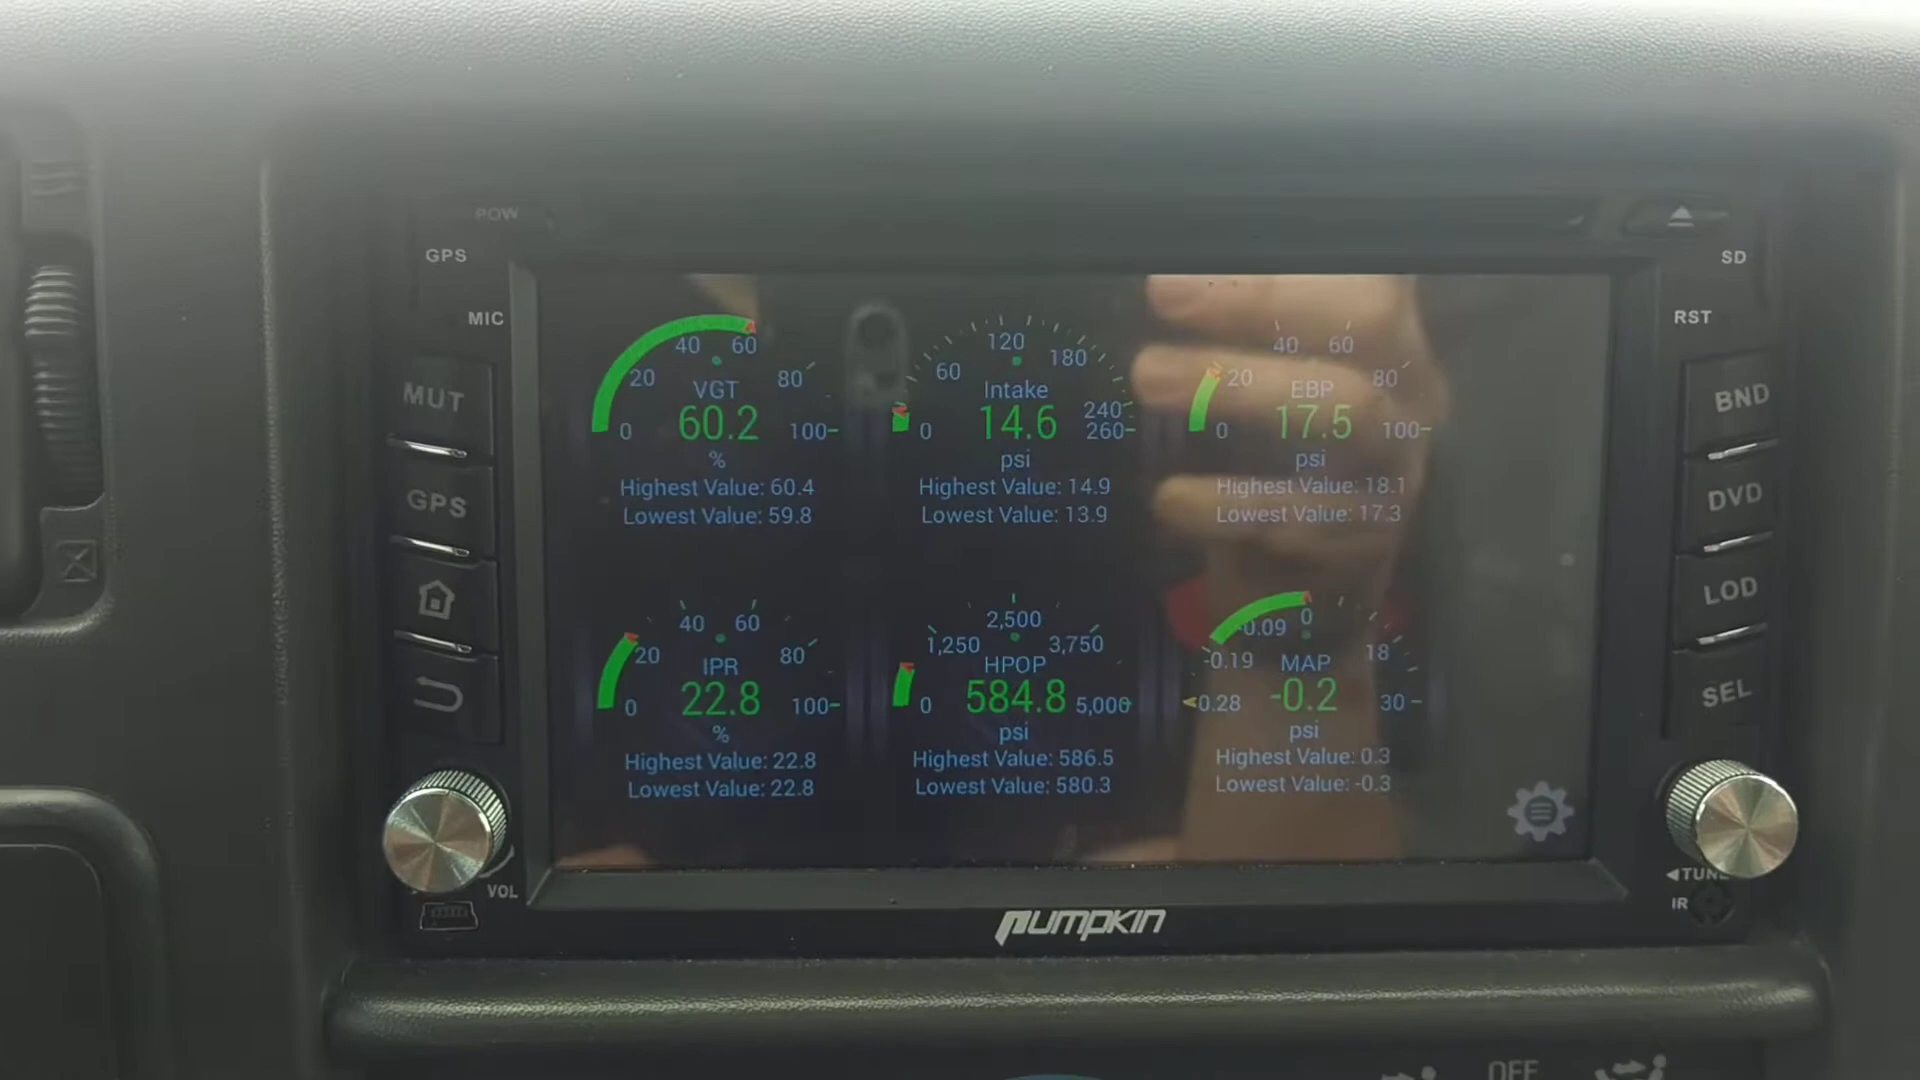 POW
GPS
SD
MIC
RST
MUT
GPS
BND
DVD
LOD
SEL
0 20 40 60 80 100
VGT
60.2
%
Highest Value: 60.4
Lowest Value: 59.8
0 60 120 180 240 260
Intake
14.6
psi
Highest Value: 14.9
Lowest Value: 13.9
0 20 40 60 80 100
EBP
17.5
psi
Highest Value: 18.1
Lowest Value: 17.3
0 20 40 60 80 100
IPR
22.8
%
Highest Value: 22.8
Lowest Value: 22.8
0 1,250 2,500 3,750 5,000
HPOP
584.8
psi
Highest Value: 586.5
Lowest Value: 580.3
0.28 -0.19 -0.09 0 18 30
MAP
-0.2
psi
Highest Value: 0.3
Lowest Value: -0.3
VOL
TUNE
IR
PUMPKIN
OFF